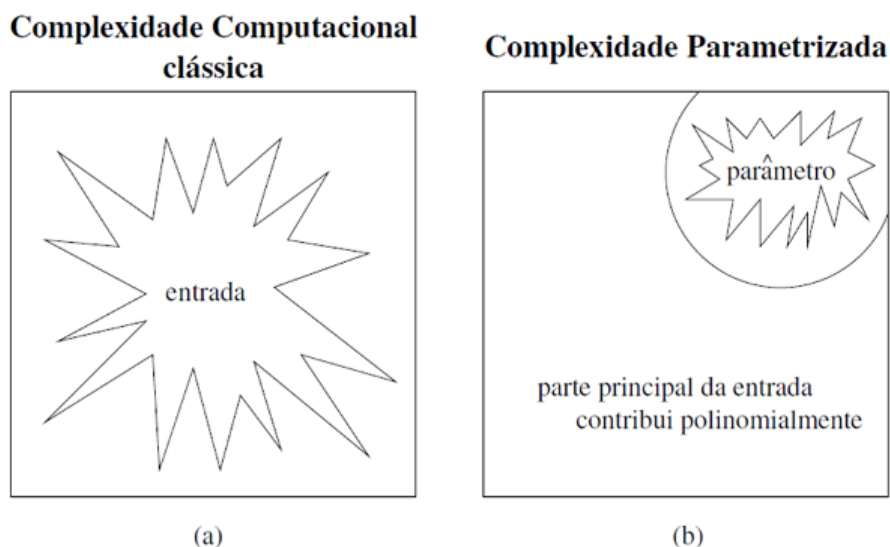 Complexidade Computacional
clássica
entrada
(a)
Complexidade Parametrizada
parâmetro
parte principal da entrada
contribui polinomialmente
(b)